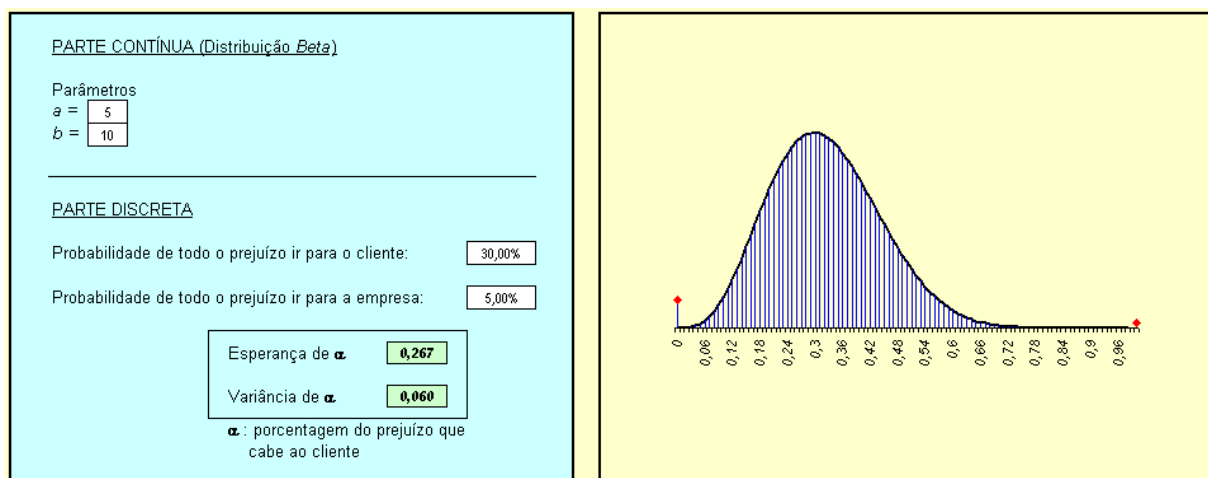 PARTE CONTÍNUA (Distribuição Beta)
Parâmetros
a = 5
b = 10
PARTE DISCRETA
Probabilidade de todo o prejuízo ir para o cliente: 30,00%
Probabilidade de todo o prejuízo ir para a empresa: 5,00%
Esperança de α 0,267
Variância de α 0,060
α : porcentagem do prejuízo que
cabe ao cliente
0 0,06 0,12 0,18 0,24 0,3 0,36 0,42 0,48 0,54 0,6 0,66 0,72 0,78 0,84 0,9 0,96